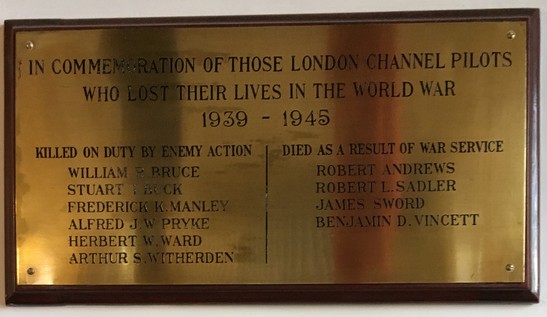 IN COMMEMORATION OF THOSE LONDON CHANNEL PILOTS
WHO LOST THEIR LIVES IN THE WORLD WAR
1939 - 1945
KILLED ON DUTY BY ENEMY ACTION
WILLIAM BRUCE
STUART
FREDERICK K. MANLEY
ALFRED J. W. PRYKE
HERBERT W. WARD
ARTHUR S. WITHERDEN
DIED AS A RESULT OF WAR SERVICE
ROBERT ANDREWS
ROBERT L. SADLER
JAMES SWORD
BENJAMIN D. VINCETT